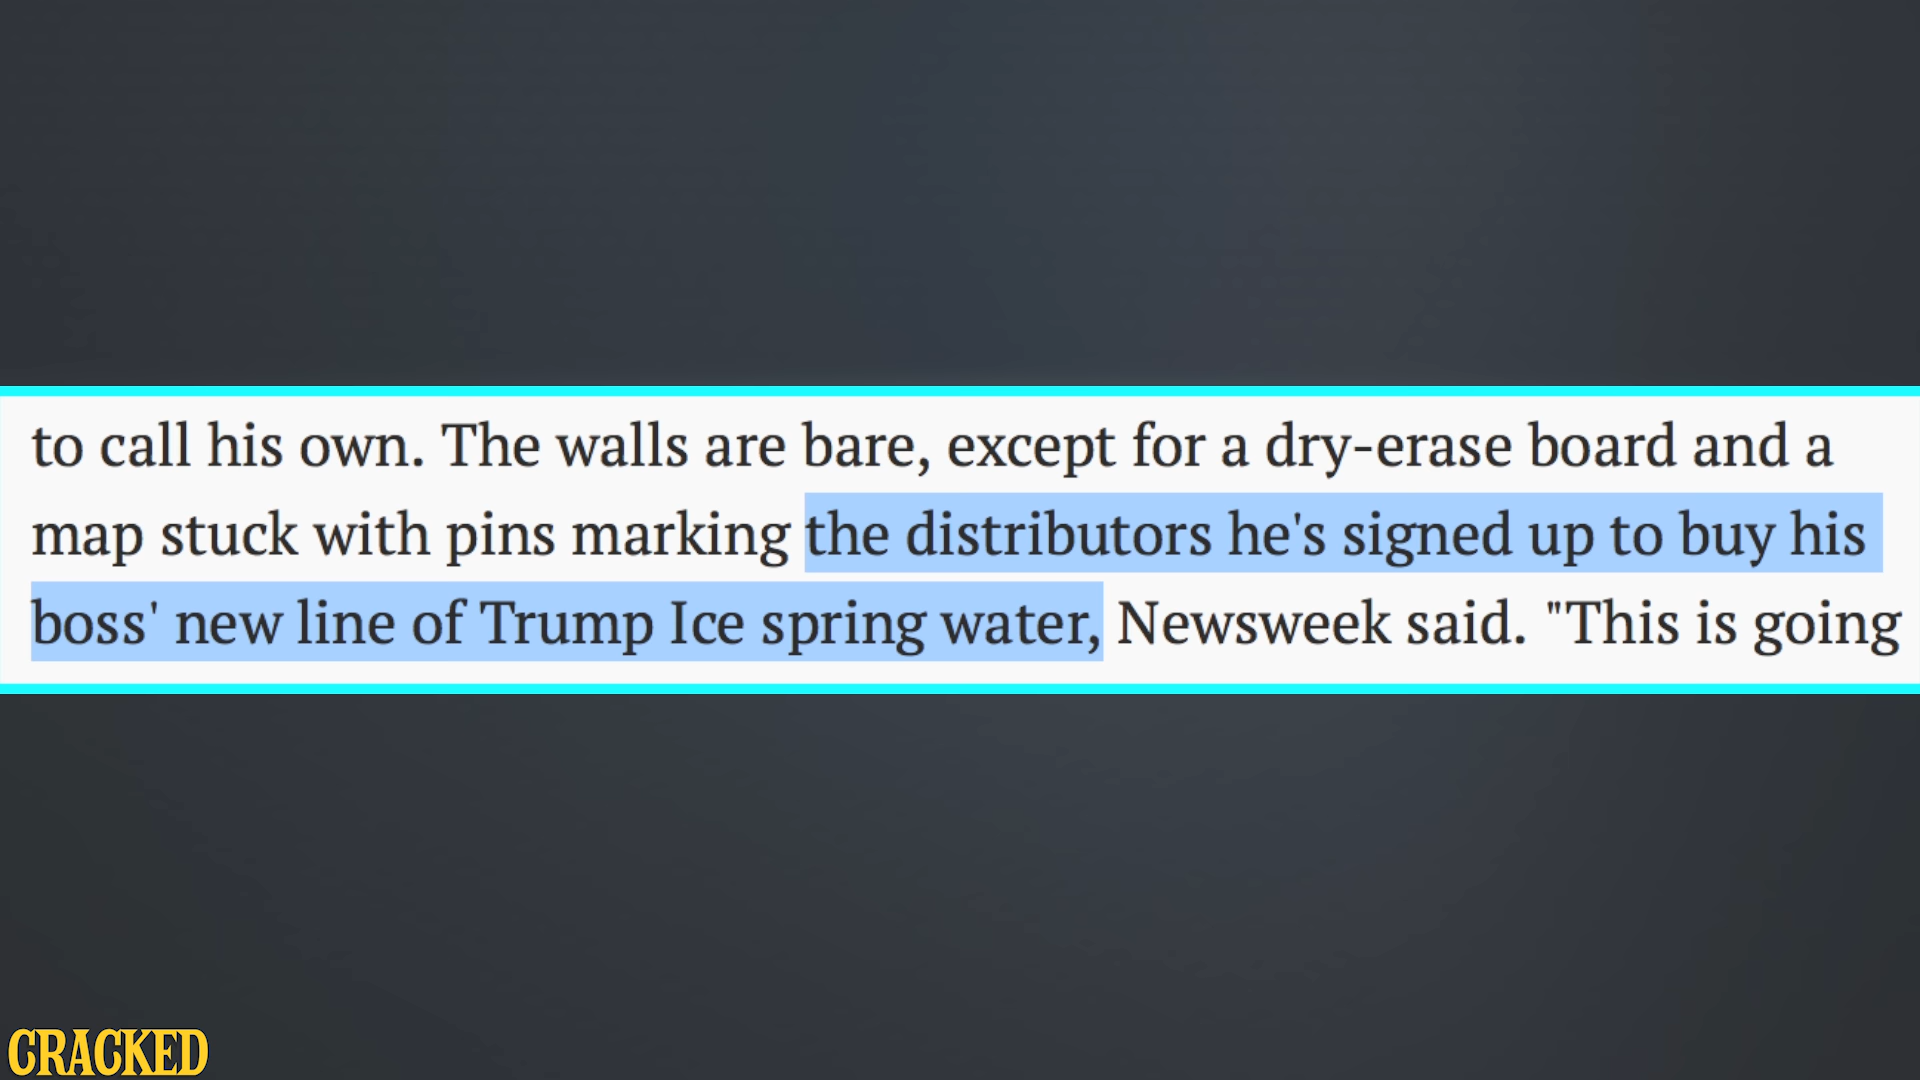 to call his own. The walls are bare, except for a dry-erase board and a
map stuck with pins marking the distributors he's signed up to buy his
boss' new line of Trump Ice spring water, Newsweek said. "This is going
CRACKED